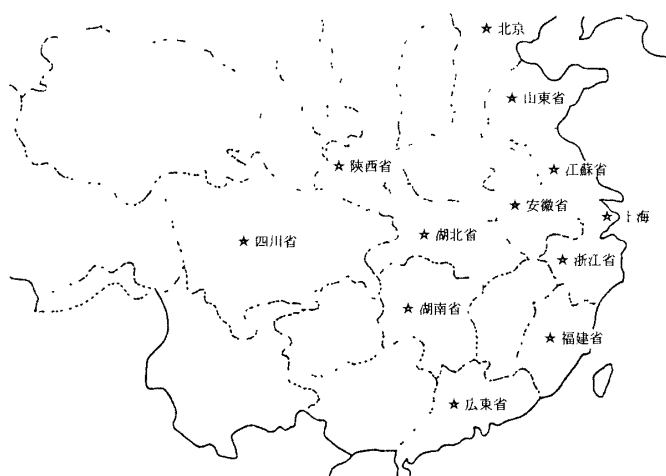 ★北京
★山東省
★陝西省
★江蘇省
★安徽省
★上海
★四川省
★湖北省
★浙江省
★湖南省
★福建省
★広東省